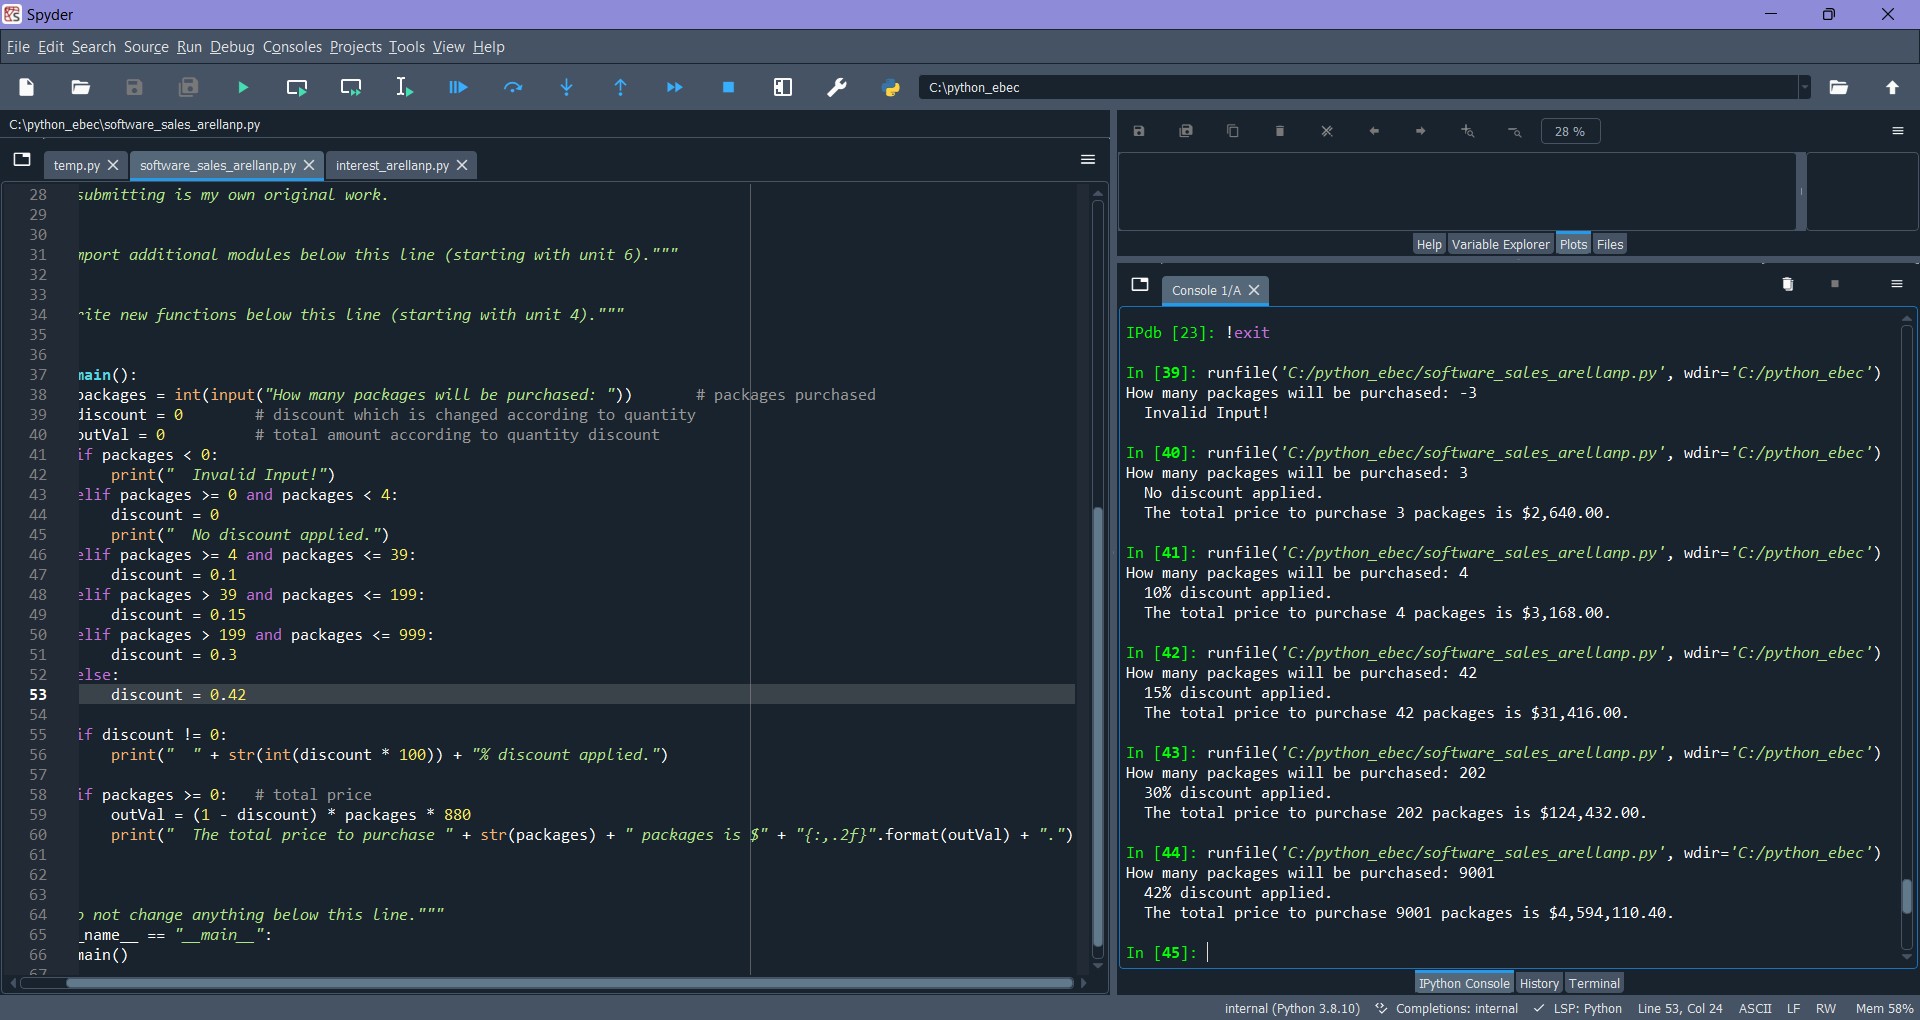 Spyder
File Edit Search Source Run Debug Consoles Projects Tools View Help
C:\python_ebec
C:\python_ebec\software_sales_arellanp.py
28 %
temp.py
software_sales_arellanp.py
interest_arellanp.py
28 submitting is my own original work.
29
30
31 mport additional modules below this line (starting with unit 6)."""
32
33
34 rite new functions below this line (starting with unit 4)."""
35
36
37 main():
38 packages = int(input("How many packages will be purchased: ")) # packages purchased
39 discount = 0 # discount which is changed according to quantity
40 outVal = 0 # total amount according to quantity discount
41 if packages < 0:
42 print("  Invalid Input!")
43 elif packages >= 0 and packages < 4:
44 discount = 0
45 print("  No discount applied.")
46 elif packages >= 4 and packages <= 39:
47 discount = 0.1
48 elif packages > 39 and packages <= 199:
49 discount = 0.15
50 elif packages > 199 and packages <= 999:
51 discount = 0.3
52 else:
53 discount = 0.42
54
55 if discount != 0:
56 print("  " + str(int(discount * 100)) + "% discount applied.")
57
58 if packages >= 0: # total price
59 outVal = (1 - discount) * packages * 880
60 print("  The total price to purchase " + str(packages) + " packages is $" + "{:,.2f}".format(outVal) + ".")
61
62
63
64 o not change anything below this line."""
65 _name__ == "__main__":
66 main()
67
Help Variable Explorer Plots Files
Console 1/A
IPdb [23]: !exit
In [39]: runfile('C:/python_ebec/software_sales_arellanp.py', wdir='C:/python_ebec')
How many packages will be purchased: -3
Invalid Input!
In [40]: runfile('C:/python_ebec/software_sales_arellanp.py', wdir='C:/python_ebec')
How many packages will be purchased: 3
No discount applied.
The total price to purchase 3 packages is $2,640.00.
In [41]: runfile('C:/python_ebec/software_sales_arellanp.py', wdir='C:/python_ebec')
How many packages will be purchased: 4
10% discount applied.
The total price to purchase 4 packages is $3,168.00.
In [42]: runfile('C:/python_ebec/software_sales_arellanp.py', wdir='C:/python_ebec')
How many packages will be purchased: 42
15% discount applied.
The total price to purchase 42 packages is $31,416.00.
In [43]: runfile('C:/python_ebec/software_sales_arellanp.py', wdir='C:/python_ebec')
How many packages will be purchased: 202
30% discount applied.
The total price to purchase 202 packages is $124,432.00.
In [44]: runfile('C:/python_ebec/software_sales_arellanp.py', wdir='C:/python_ebec')
How many packages will be purchased: 9001
42% discount applied.
The total price to purchase 9001 packages is $4,594,110.40.
In [45]:
IPython Console History Terminal
internal (Python 3.8.10) Completions: internal LSP: Python Line 53, Col 24 ASCII LF RW Mem 58%